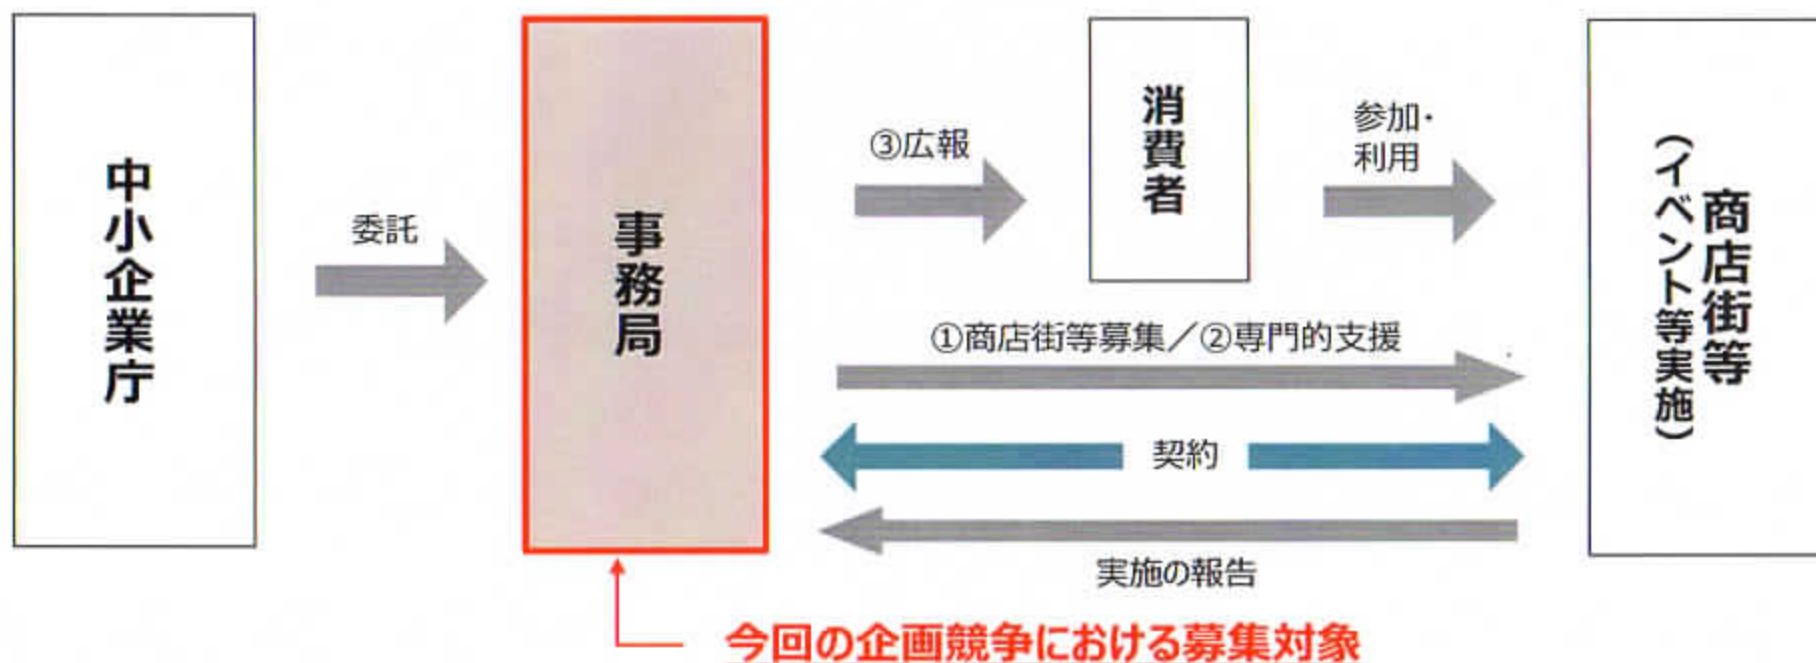 中小企業庁
委託
事務局
③広報
消費者
参加・
利用
商店街等
(イベント等実施)
①商店街等募集／②専門的支援
契約
実施の報告
今回の企画競争における募集対象